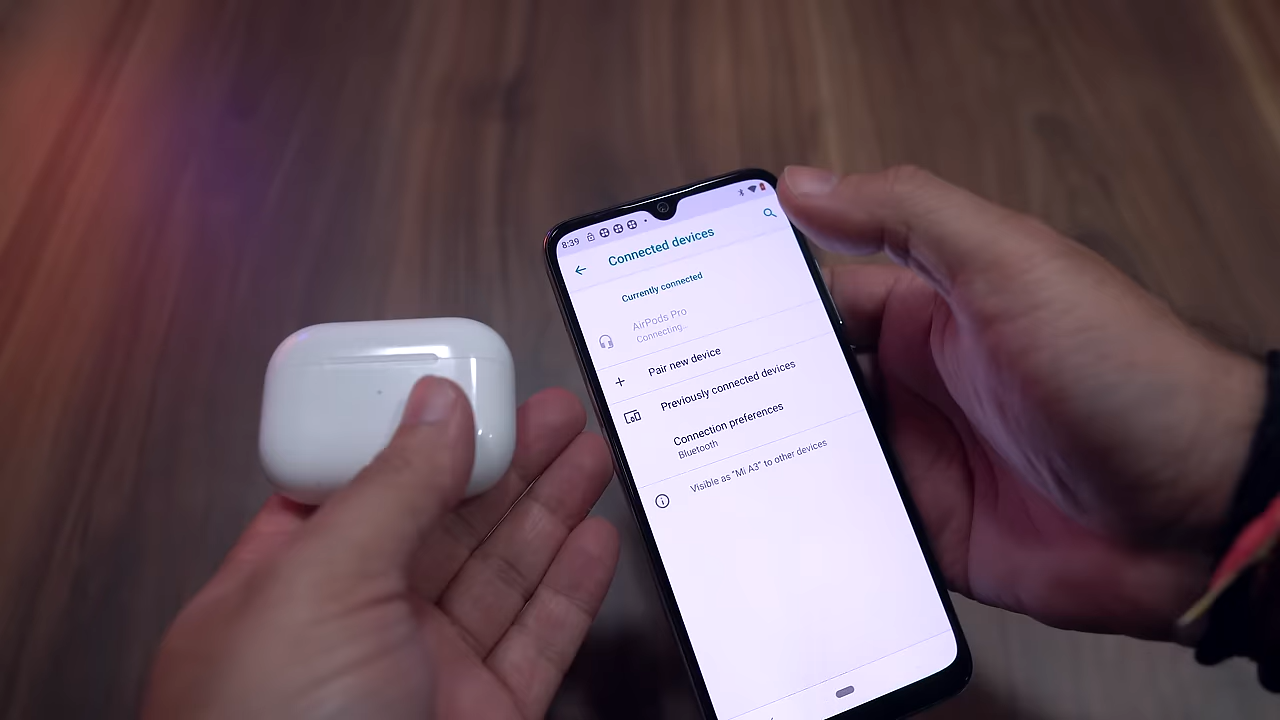 8:39
Connected devices
Currently connected
AirPods Pro
Connecting...
Pair new device
Previously connected devices
Connection preferences
Bluetooth
Visible as "Mi A3" to other devices